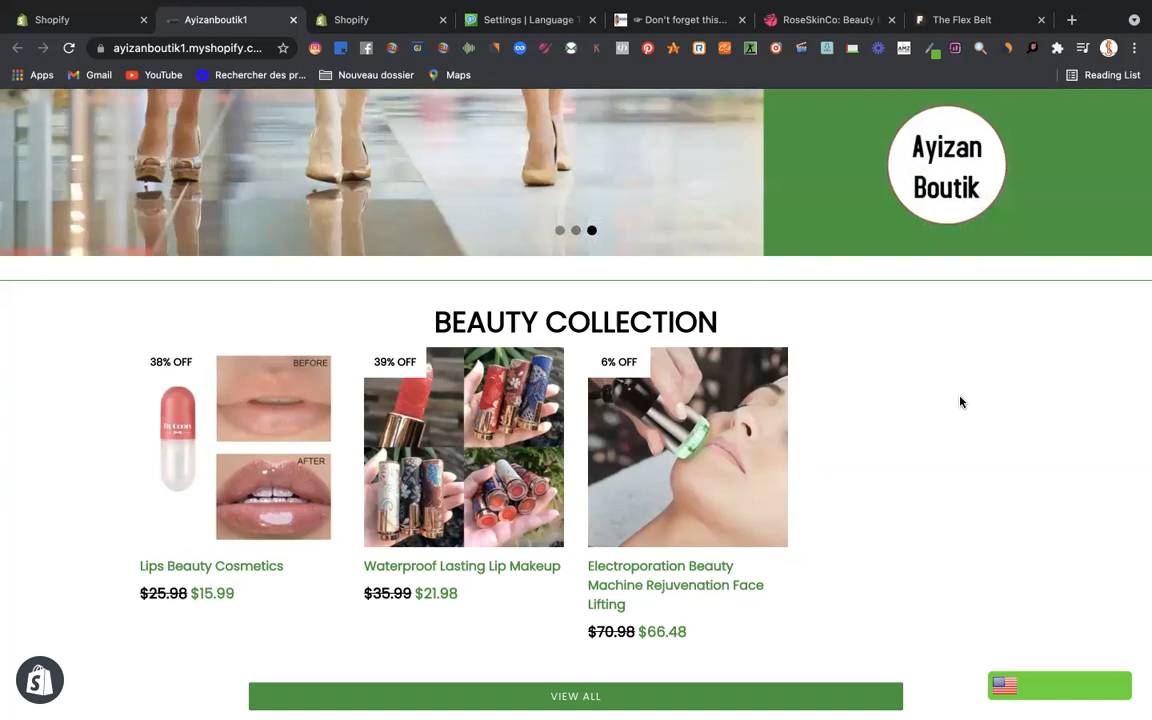 Shopify
Ayizanboutik1
Shopify
Settings | Language T
☞ Don't forget this...
RoseSkinCo: Beauty
The Flex Belt
ayizanboutik1.myshopify.c...
Apps
Gmail
YouTube
Rechercher des pr...
Nouveau dossier
Maps
Reading List
Ayizan
Boutik
BEAUTY COLLECTION
38% OFF
BEFORE
AFTER
39% OFF
6% OFF
Lips Beauty Cosmetics
$25.98 $15.99
Waterproof Lasting Lip Makeup
$35.99 $21.98
Electroporation Beauty
Machine Rejuvenation Face
Lifting
$70.98 $66.48
VIEW ALL